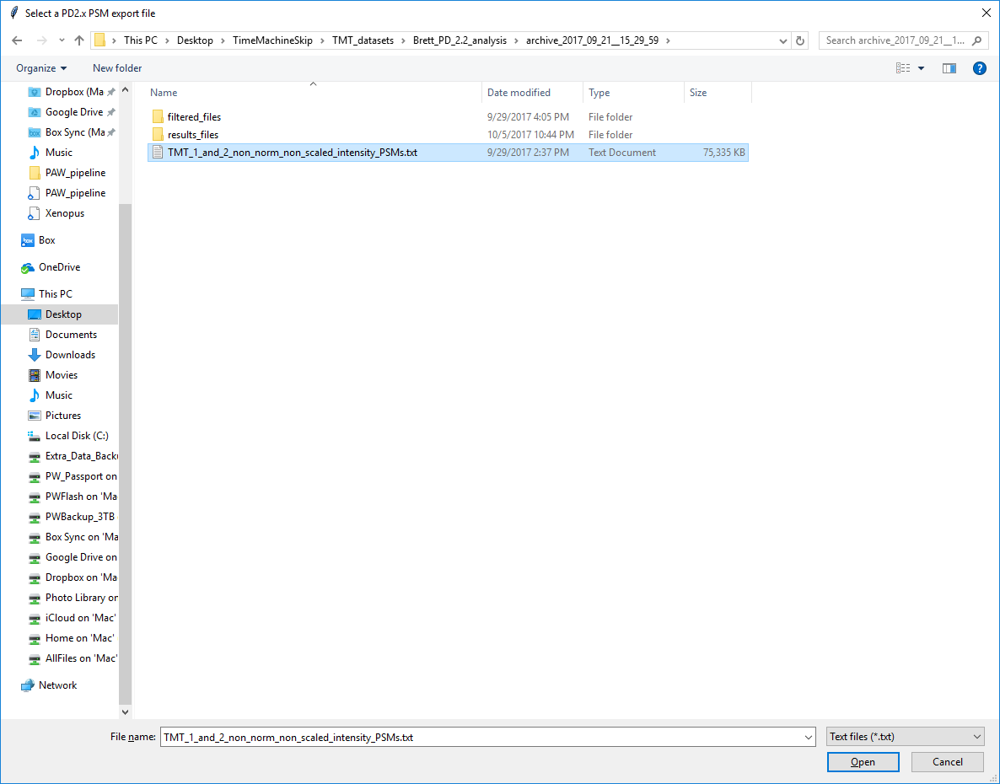 Select a PD2.x PSM export file
This PC > Desktop > TimeMachineSkip > TMT_datasets > Brett_PD_2.2_analysis > archive_2017_09_21__15_29_59 >
Search archive_2017_09_21__1...
Organize
New folder
Dropbox (Ma
Google Drive
Box Sync (Ma
Music
PAW_pipeline
PAW_pipeline
Xenopus
Box
OneDrive
This PC
Desktop
Documents
Downloads
Movies
Music
Pictures
Local Disk (C:)
Extra_Data_Backu
PW_Passport on
PWFlash on 'Ma
PWBackup_3TB
Box Sync on 'Ma
Google Drive on
Dropbox on 'Ma
Photo Library on
iCloud on 'Mac'
Home on 'Mac'
AllFiles on 'Mac'
Network
Name Date modified Type Size
filtered_files 9/29/2017 4:05 PM File folder
results_files 10/5/2017 10:44 PM File folder
TMT_1_and_2_non_norm_non_scaled_intensity_PSMs.txt 9/29/2017 2:37 PM Text Document 75,335 KB
File name: TMT_1_and_2_non_norm_non_scaled_intensity_PSMs.txt
Text files (*.txt)
Open
Cancel